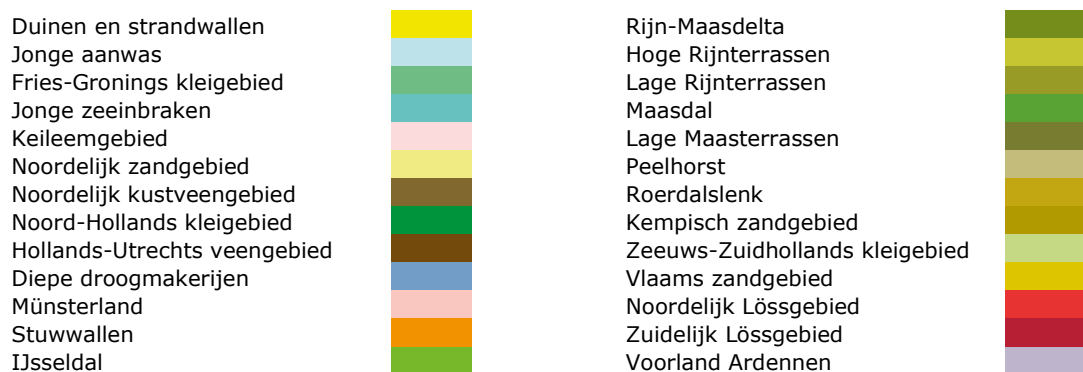 Duinen en strandwallen
Jonge aanwas
Fries-Gronings kleigebied
Jonge zeeinbraken
Keileemgebied
Noordelijk zandgebied
Noordelijk kustveengebied
Noord-Hollands kleigebied
Hollands-Utrechts veengebied
Diepe droogmakerijen
Münsterland
Stuwwallen
IJsseldal
Rijn-Maasdelta
Hoge Rijnterrassen
Lage Rijnterrassen
Maasdal
Lage Maasterrassen
Peelhorst
Roerdalslenk
Kempisch zandgebied
Zeeuws-Zuidhollands kleigebied
Vlaams zandgebied
Noordelijk Lössgebied
Zuidelijk Lössgebied
Voorland Ardennen